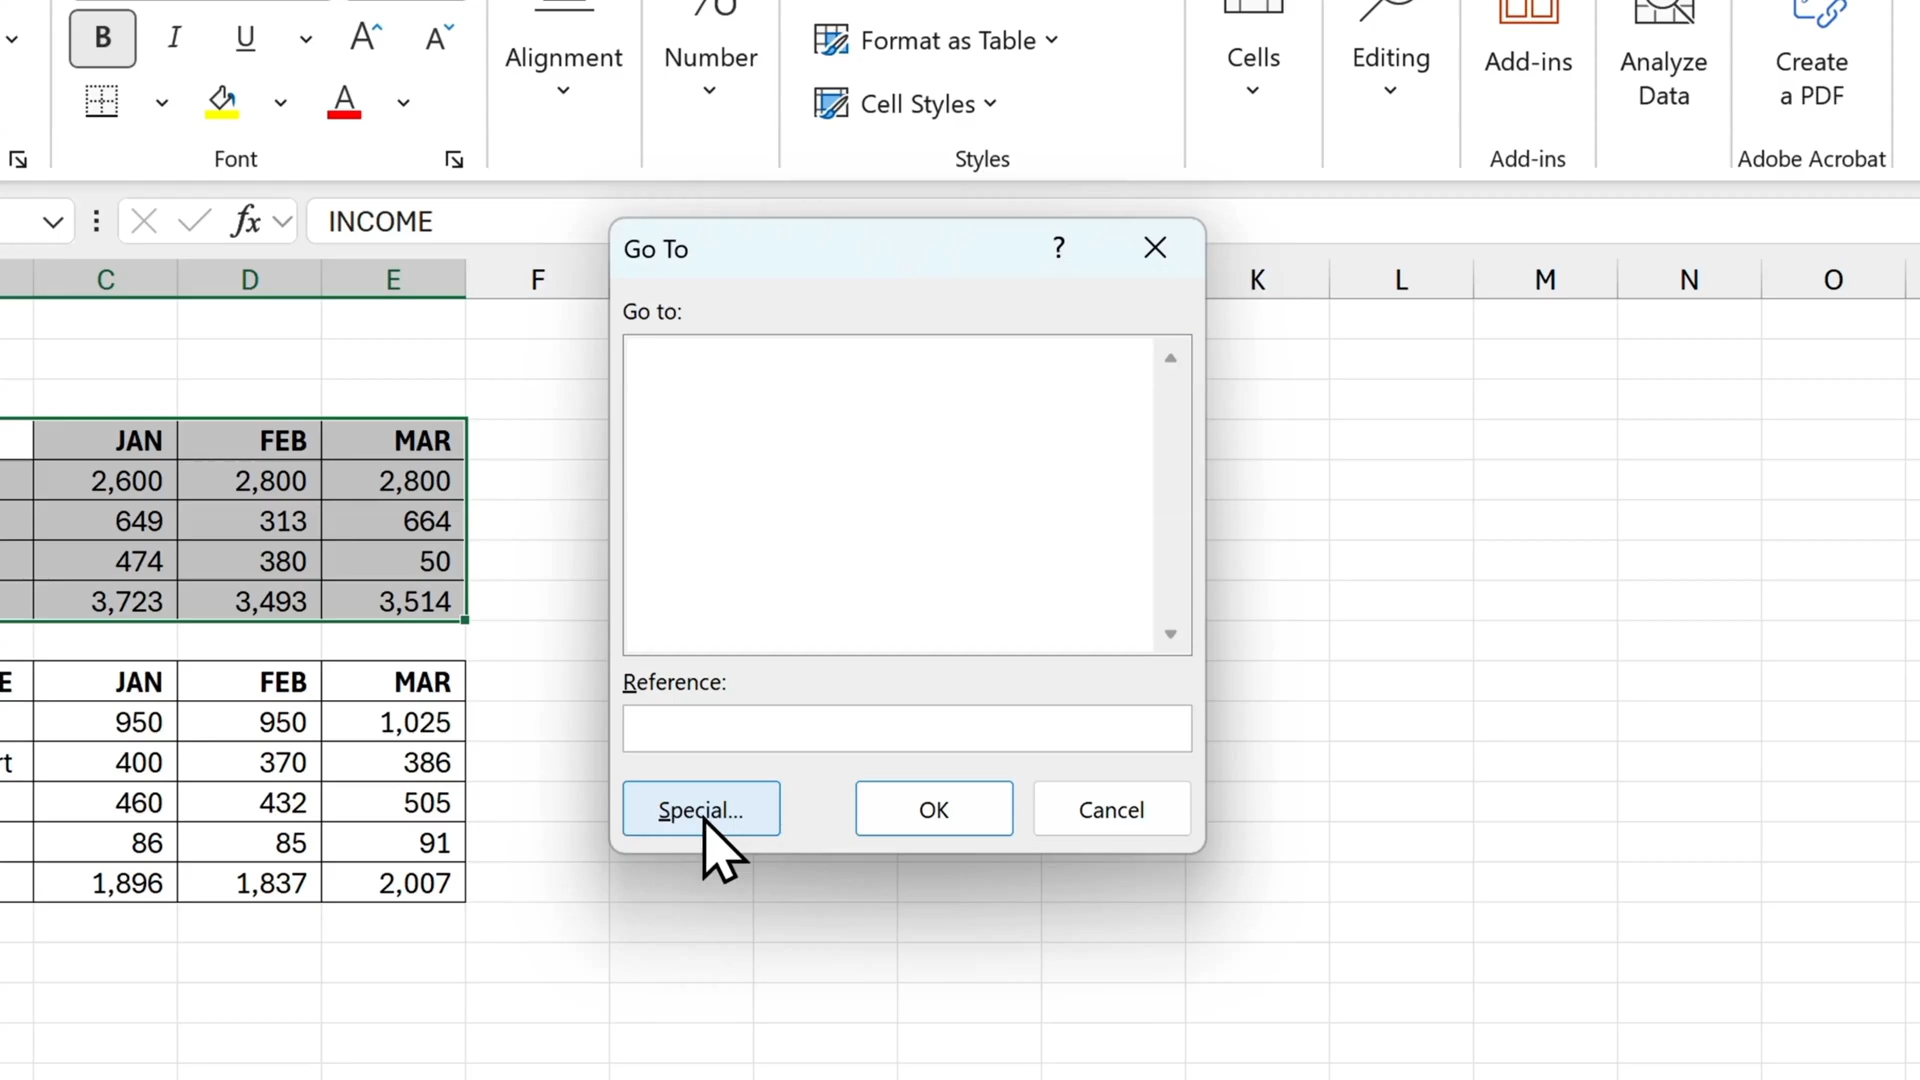 B I U A A
Alignment
Number
Format as Table
Cell Styles
Cells
Editing
Add-ins
Analyze
Data
Create
a PDF
A
Font
Styles
Add-ins
Adobe Acrobat
fx INCOME
C D E F K L M N O
Go To ? 
Go to:
JAN FEB MAR
2,600 2,800 2,800
649 313 664
474 380 50
3,723 3,493 3,514
Reference:
Special... OK Cancel
E JAN FEB MAR
950 950 1,025
rt 400 370 386
460 432 505
86 85 91
1,896 1,837 2,007